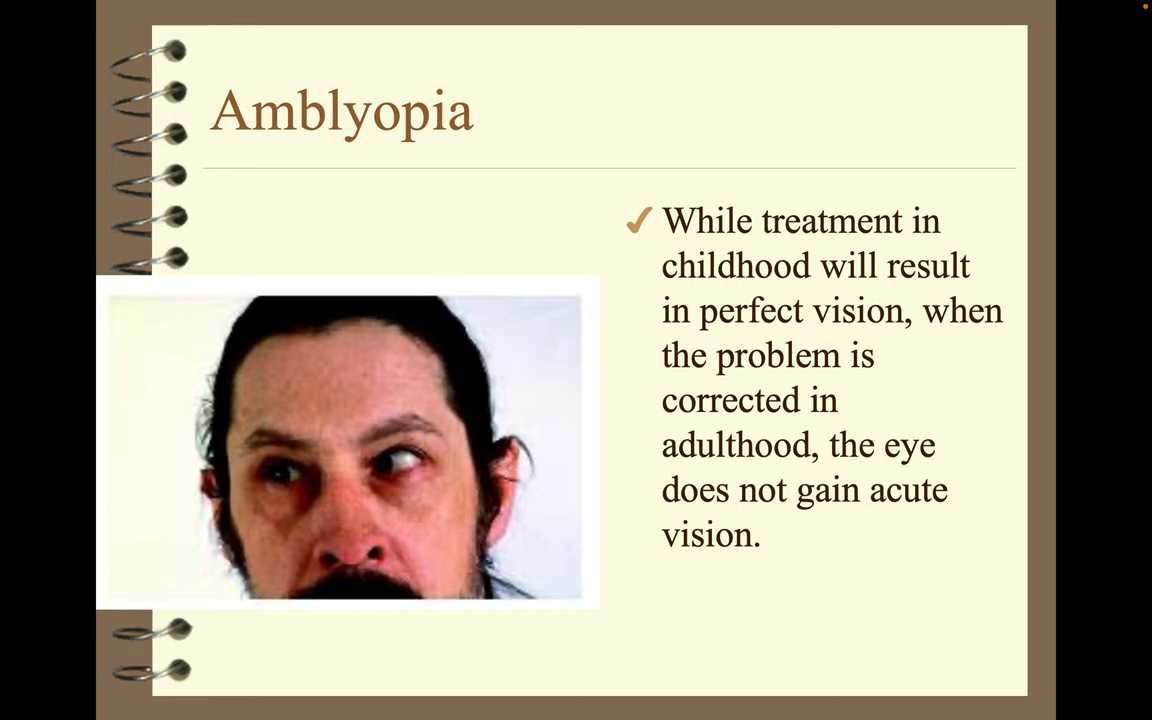 Amblyopia
✓ While treatment in
childhood will result
in perfect vision, when
the problem is
corrected in
adulthood, the eye
does not gain acute
vision.